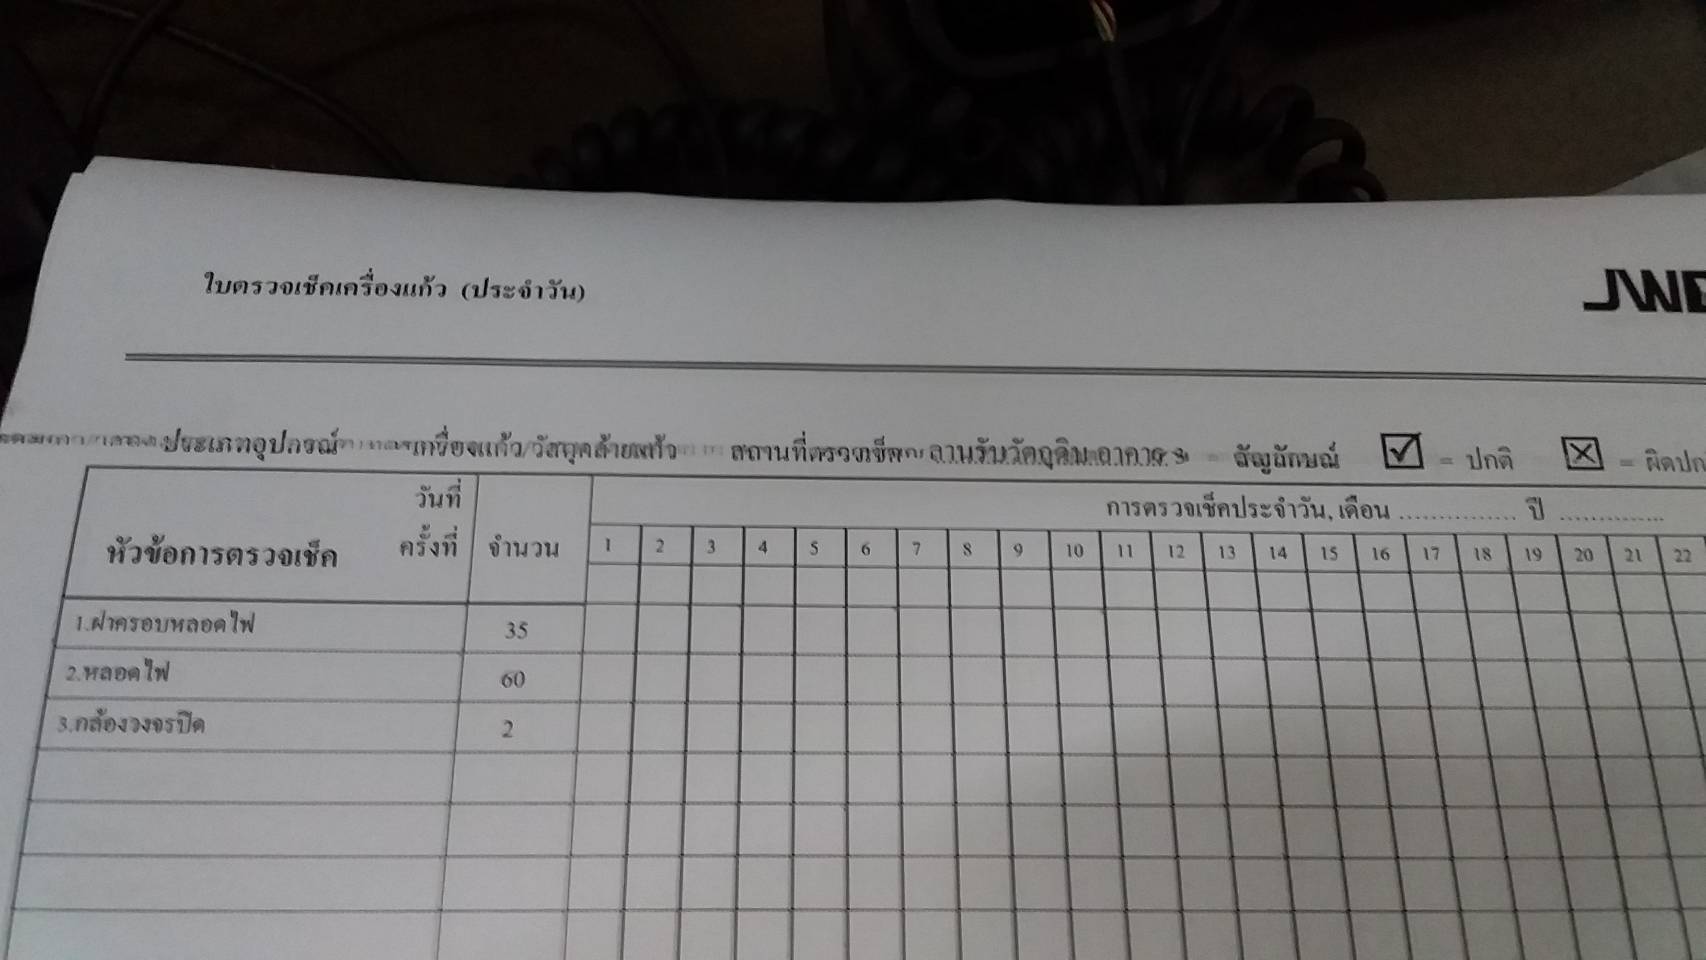 ใบตรวจเช็คเครื่องแก้ว (ประจำวัน)
JWD
ประเภทอุปกรณ์ เครื่องแก้ว/วัสดุคล้ายแก้ว สถานที่ตรวจเช็ค ลานรับวัตถุดิบ อาคาร สัญลักษณ์ ☑ = ปกติ ☒ = ผิดปก
วันที่ การตรวจเช็คประจำวัน, เดือน ............... ปี ..............
หัวข้อการตรวจเช็ค ครั้งที่ จำนวน 1 2 3 4 5 6 7 8 9 10 11 12 13 14 15 16 17 18 19 20 21 22
1.ฝาครอบหลอดไฟ 35
2.หลอดไฟ 60
3.กล้องวงจรปิด 2